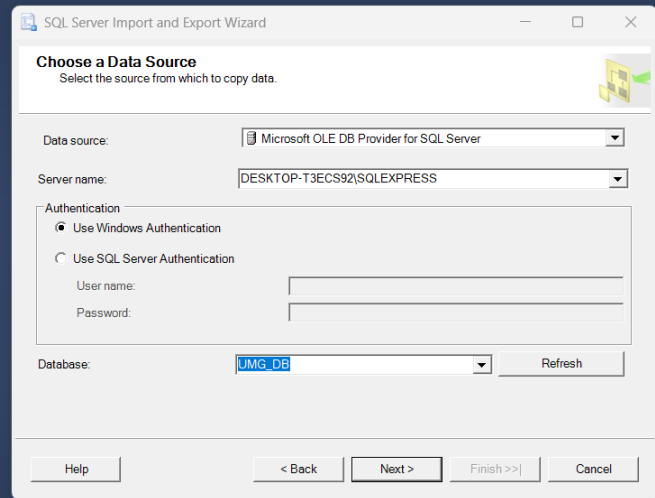 SQL Server Import and Export Wizard
Choose a Data Source
Select the source from which to copy data.
Data source:
Microsoft OLE DB Provider for SQL Server
Server name:
DESKTOP-T3ECS92\SQLEXPRESS
Authentication
Use Windows Authentication
Use SQL Server Authentication
User name:
Password:
Database:
UMG_DB
Refresh
Help
< Back
Next >
Finish >>|
Cancel